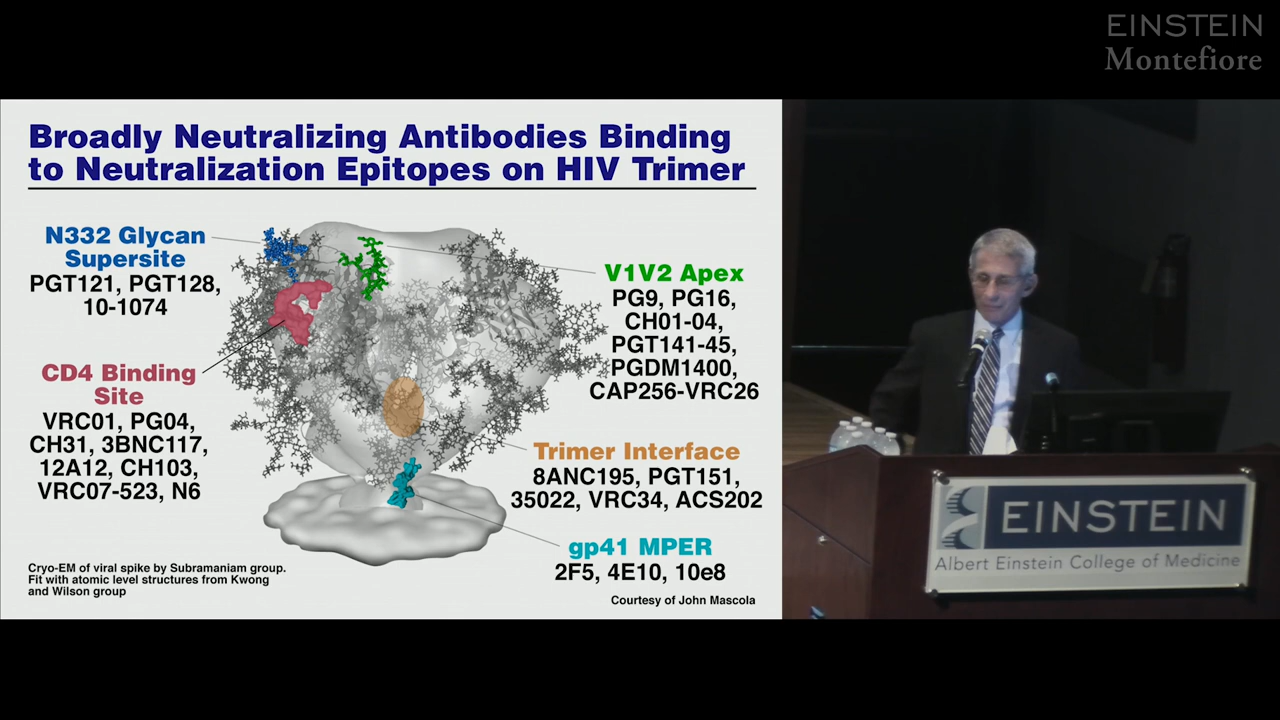 EINSTEIN
Montefiore
Broadly Neutralizing Antibodies Binding
to Neutralization Epitopes on HIV Trimer
N332 Glycan
Supersite
PGT121, PGT128,
10-1074
CD4 Binding
Site
VRC01, PG04,
CH31, 3BNC117,
12A12, CH103,
VRC07-523, N6
V1V2 Apex
PG9, PG16,
CH01-04,
PGT141-45,
PGDM1400,
CAP256-VRC26
Trimer Interface
8ANC195, PGT151,
35022, VRC34, ACS202
gp41 MPER
2F5, 4E10, 10e8
Cryo-EM of viral spike by Subramaniam group.
Fit with atomic level structures from Kwong
and Wilson group
Courtesy of John Mascola
EINSTEIN
Albert Einstein College of Medicine